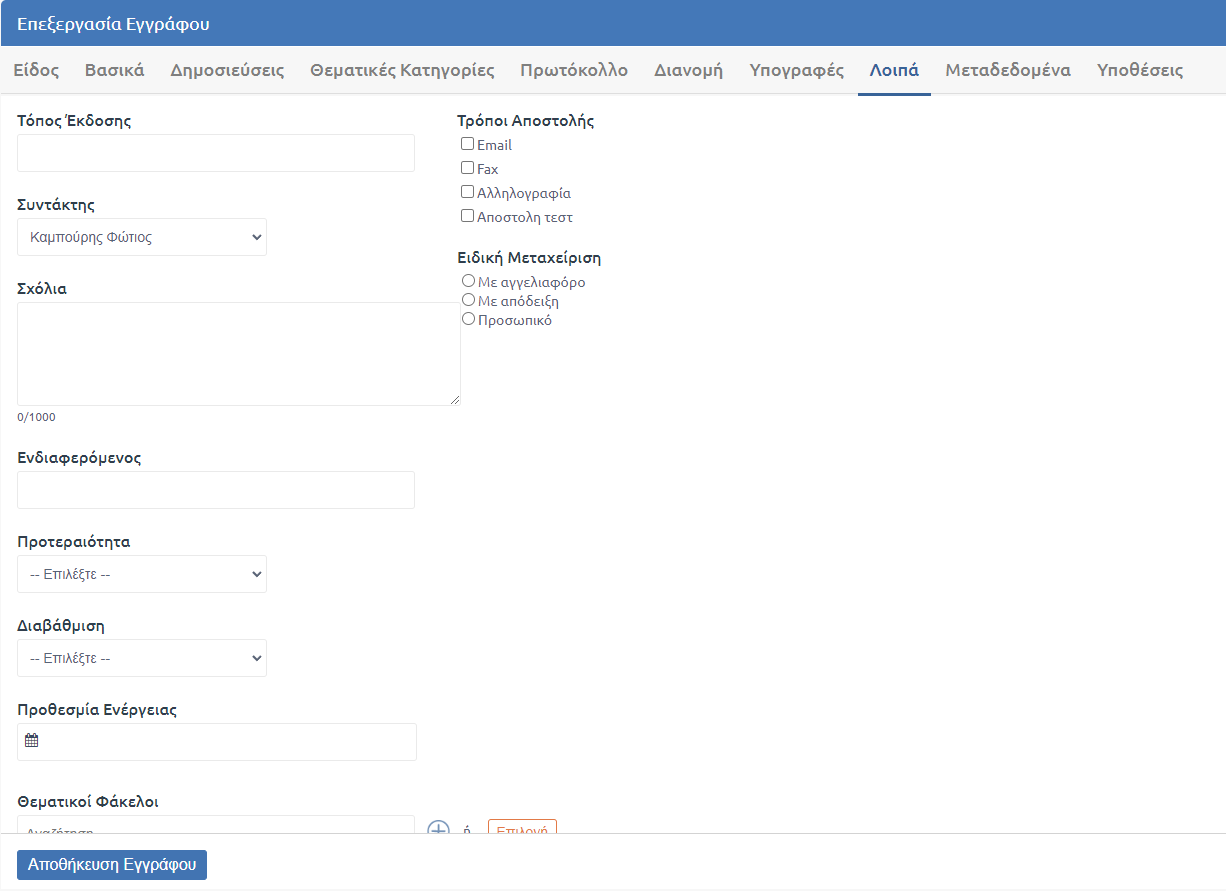 Επεξεργασία Εγγράφου
Είδος Βασικά Δημοσιεύσεις Θεματικές Κατηγορίες Πρωτόκολλο Διανομή Υπογραφές Λοιπά Μεταδεδομένα Υποθέσεις
Τόπος Έκδοσης
Συντάκτης
Καμπούρης Φώτιος
Σχόλια
0/1000
Ενδιαφερόμενος
Προτεραιότητα
-- Επιλέξτε --
Διαβάθμιση
-- Επιλέξτε --
Προθεσμία Ενέργειας
Θεματικοί Φάκελοι
Αναζήτηση
ή Επιλογή
Τρόποι Αποστολής
Email
Fax
Αλληλογραφία
Αποστολη τεστ
Ειδική Μεταχείριση
Με αγγελιαφόρο
Με απόδειξη
Προσωπικό
Αποθήκευση Εγγράφου